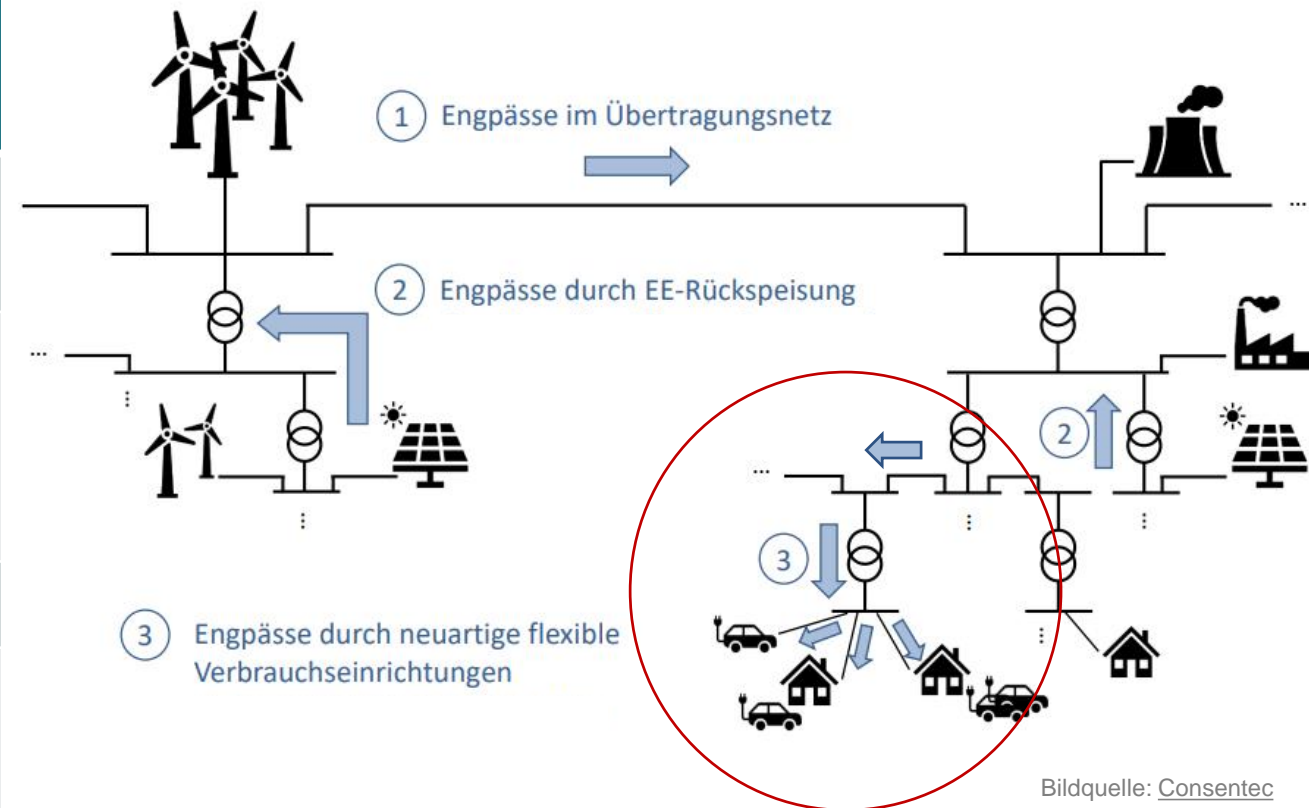 1 Engpässe im Übertragungsnetz
...
2 Engpässe durch EE-Rückspeisung
...
...
...
2
...
...
3
...
...
...
3 Engpässe durch neuartige flexible
Verbrauchseinrichtungen
Bildquelle: Consentec